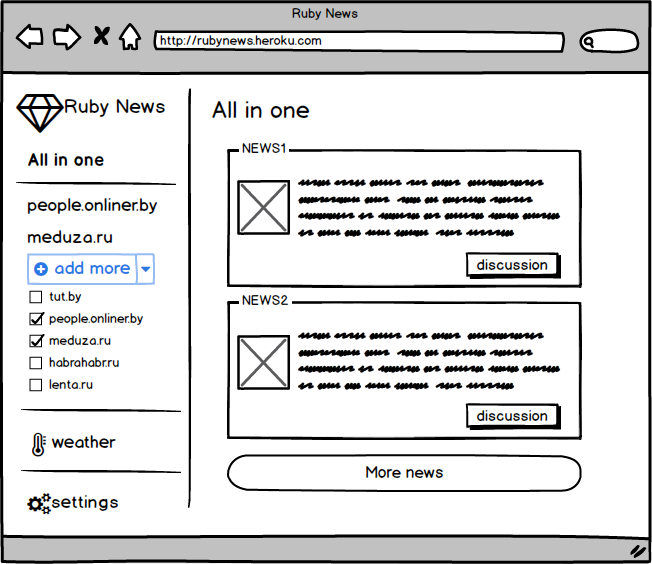 Ruby News
http://rubynews.heroku.com
Ruby News
All in one
people.onliner.by
meduza.ru
add more
tut.by
people.onliner.by
meduza.ru
habrahabr.ru
lenta.ru
weather
settings
All in one
NEWS1
discussion
NEWS2
discussion
More news